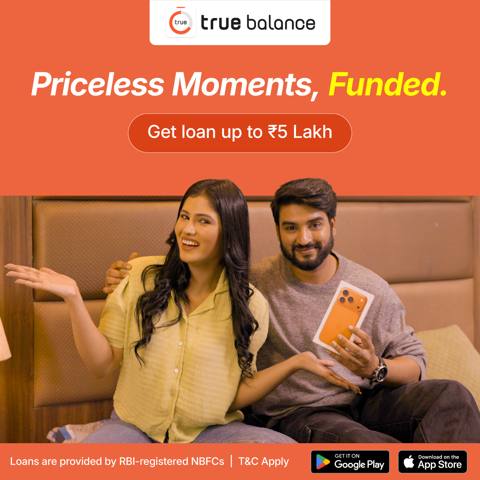 true
true balance
Priceless Moments, Funded.
Get loan up to ₹5 Lakh
Loans are provided by RBI-registered NBFCs | T&C Apply
GET IT ON
Google Play
Download on the
App Store